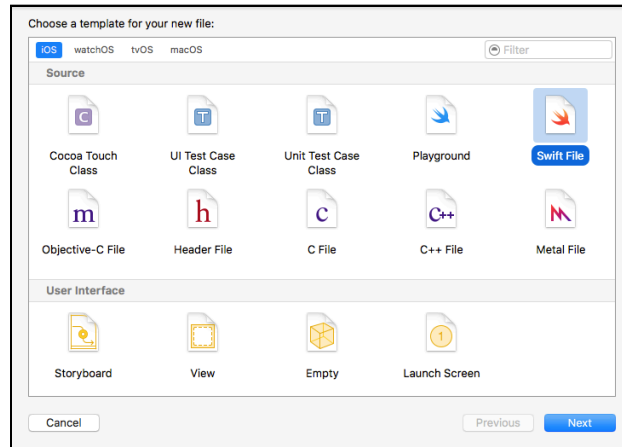 Choose a template for your new file:
iOS watchOS tvOS macOS Filter
Source
C T T
Cocoa Touch Class
UI Test Case Class
Unit Test Case Class
Playground
Swift File
m h c C++
Objective-C File
Header File
C File
C++ File
Metal File
User Interface
1
Storyboard
View
Empty
Launch Screen
Cancel Previous Next